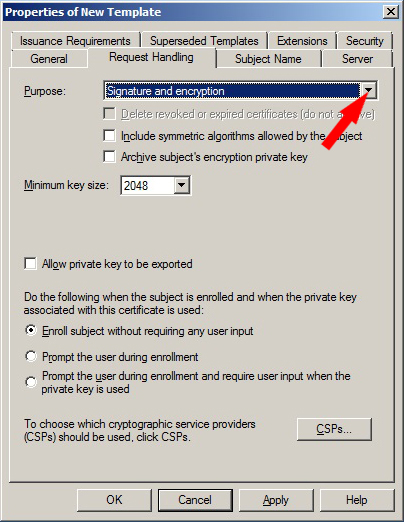 Properties of New Template
Issuance Requirements Superseded Templates Extensions Security
General Request Handling Subject Name Server
Purpose: Signature and encryption
Delete revoked or expired certificates (do not archive)
Include symmetric algorithms allowed by the subject
Archive subject's encryption private key
Minimum key size: 2048
Allow private key to be exported
Do the following when the subject is enrolled and when the private key
associated with this certificate is used:
Enroll subject without requiring any user input
Prompt the user during enrollment
Prompt the user during enrollment and require user input when the
private key is used
To choose which cryptographic service providers
(CSPs) should be used, click CSPs.
CSPs...
OK Cancel Apply Help